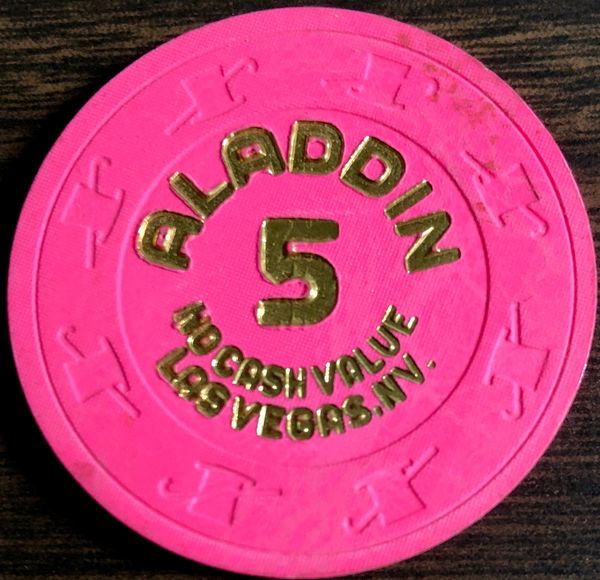 ALADDIN
5
NO CASH VALUE
LAS VEGAS, NV.